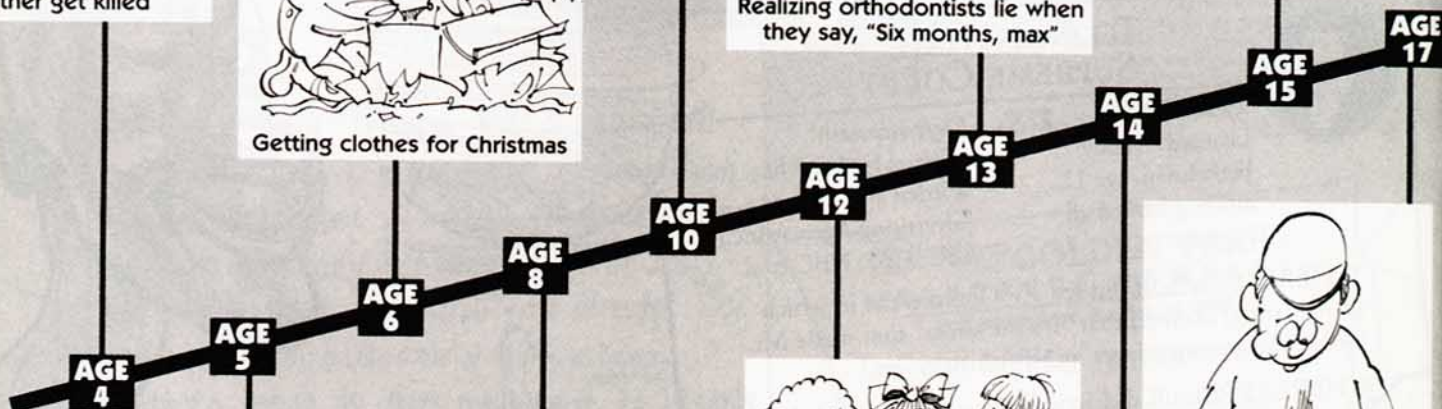 ther get killed
Getting clothes for Christmas
Realizing orthodontists lie when
they say, “Six months, max”
AGE
4
AGE
5
AGE
6
AGE
8
AGE
10
AGE
12
AGE
13
AGE
14
AGE
15
AGE
17